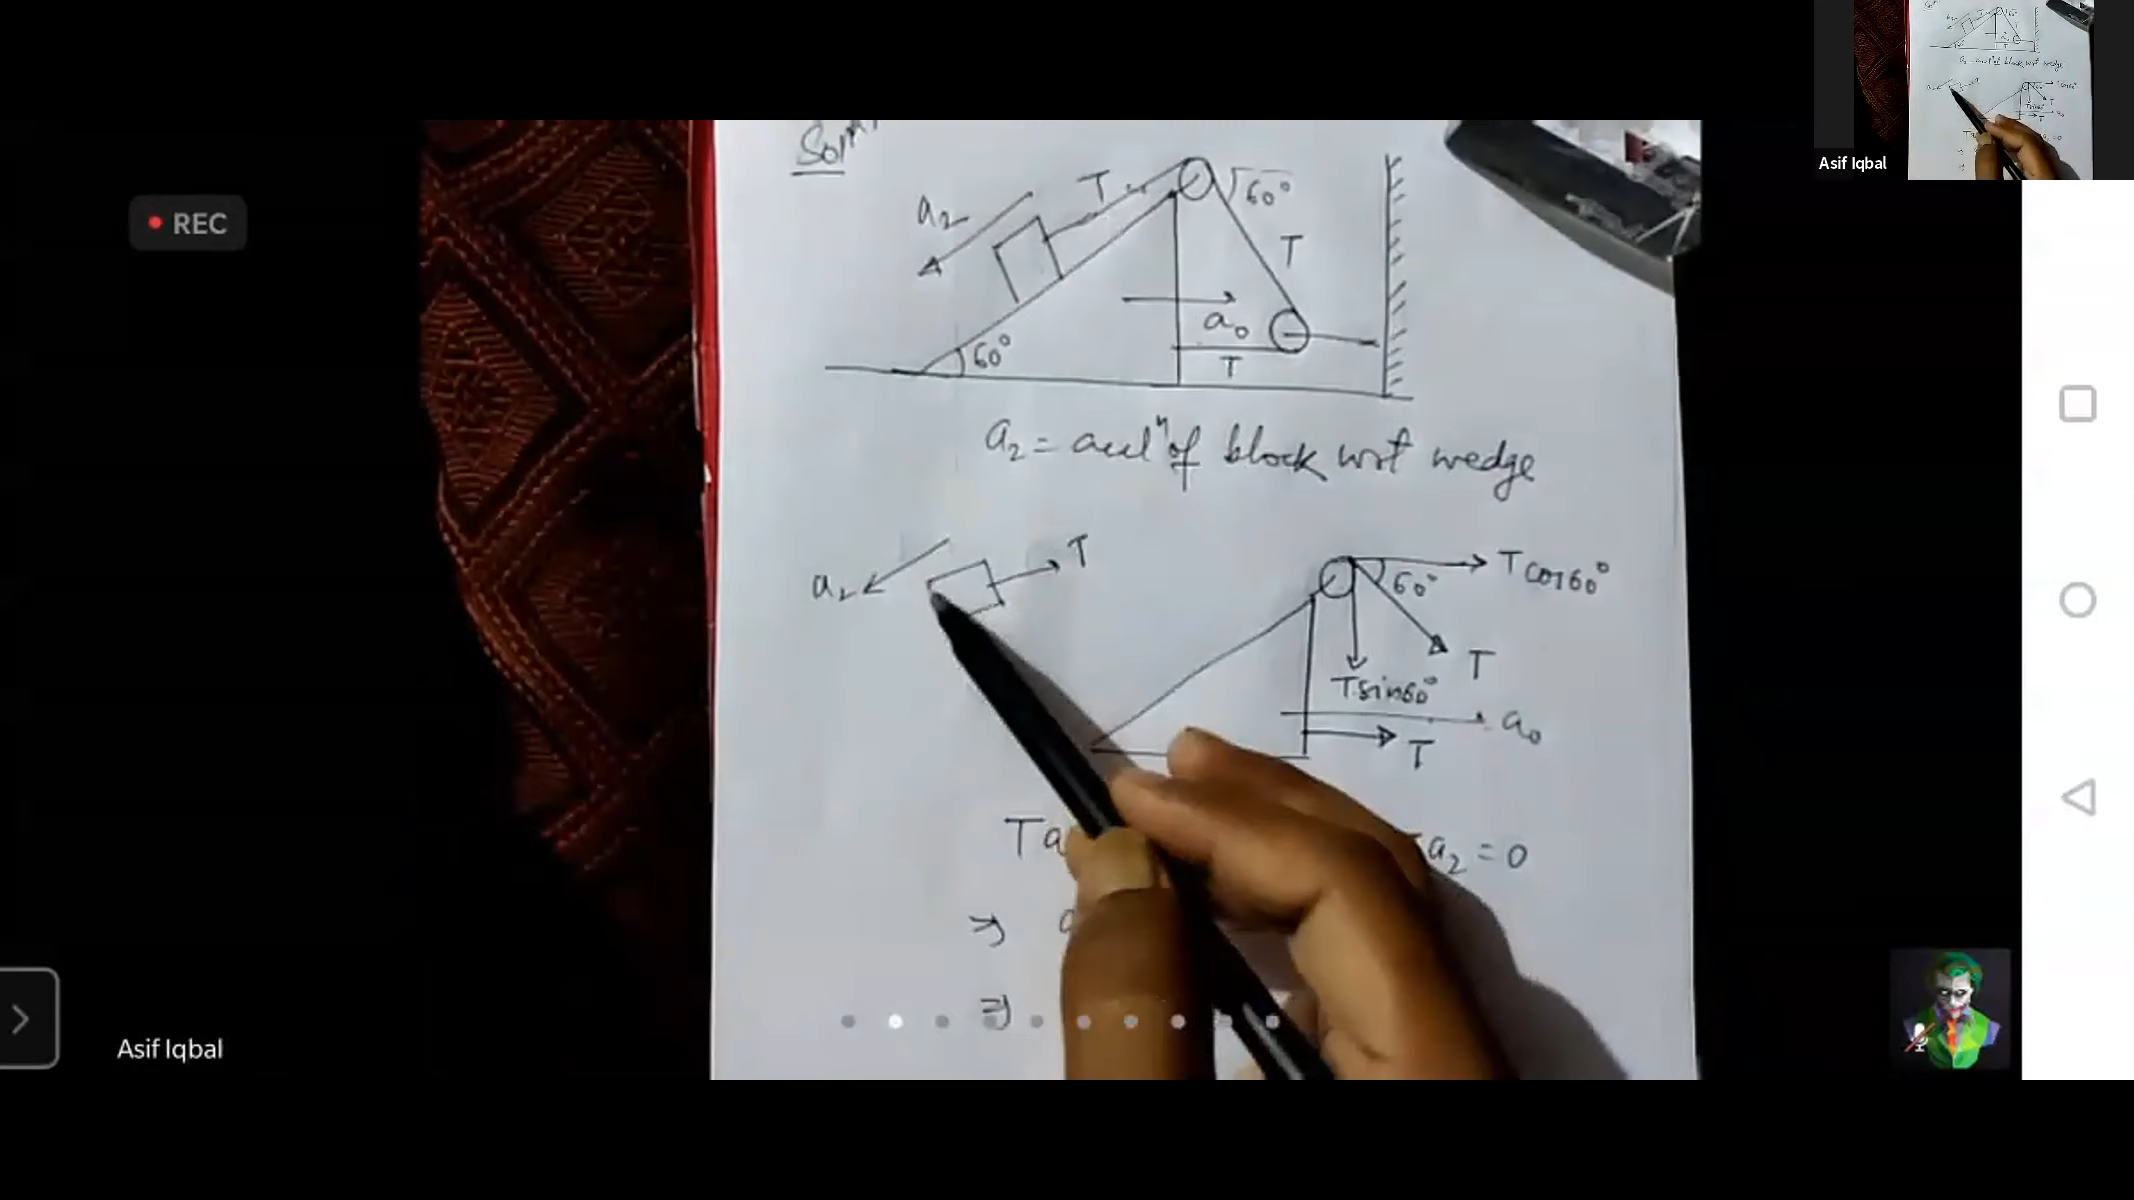 REC
Asif Iqbal
Soln.
a₂
T
60°
T
a₀
60°
T
a₂ = accⁿ of block wrt wedge
a₂
T
T cos60°
60°
T
T sin60°
a₀
T
Ta
a₂ = 0
⇒
⇒
Asif Iqbal